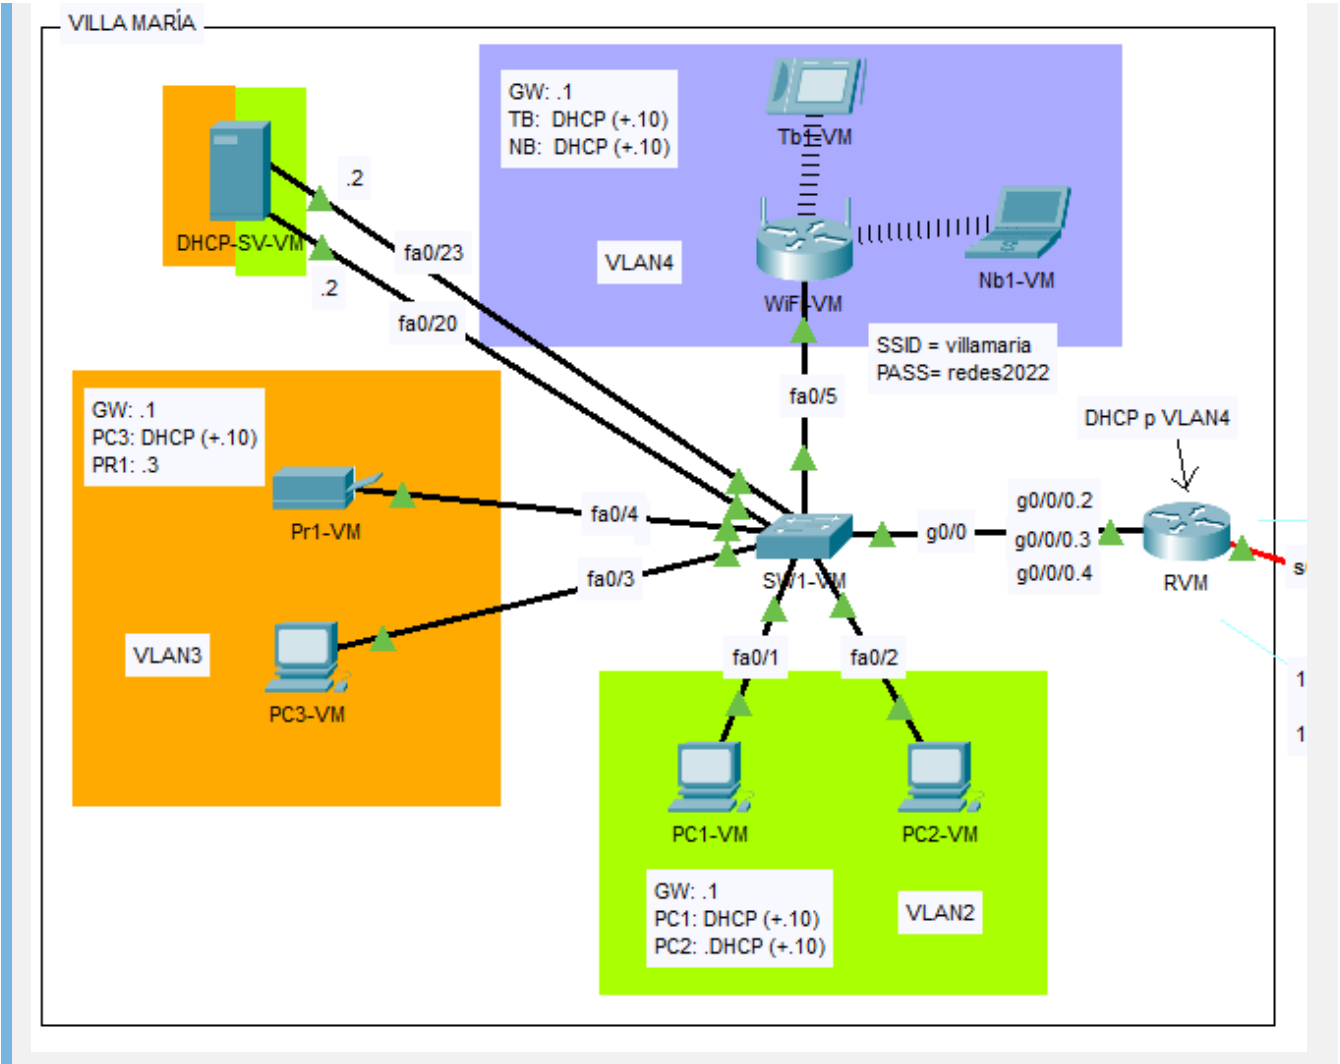 VILLA MARÍA
GW: .1
TB: DHCP (+.10)
NB: DHCP (+.10)
Tb1-VM
.2
DHCP-SV-VM
fa0/23
VLAN4
Nb1-VM
.2
WiFi-VM
fa0/20
SSID = villamaria
PASS= redes2022
fa0/5
GW: .1
PC3: DHCP (+.10)
PR1: .3
DHCP p VLAN4
Pr1-VM
fa0/4
g0/0
g0/0/0.2
g0/0/0.3
g0/0/0.4
fa0/3
SW1-VM
RVM
VLAN3
fa0/1
fa0/2
PC3-VM
1
1
PC1-VM
PC2-VM
GW: .1
PC1: DHCP (+.10)
PC2: .DHCP (+.10)
VLAN2